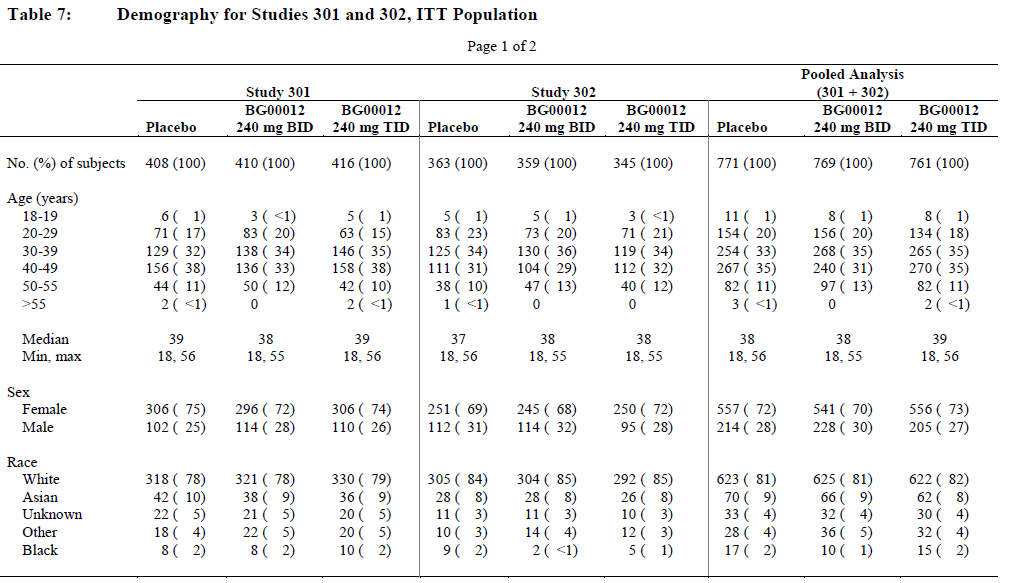 Table 7: Demography for Studies 301 and 302, ITT Population
Page 1 of 2
Pooled Analysis
Study 301 Study 302 (301 + 302)
BG00012 BG00012 BG00012 BG00012 BG00012 BG00012
Placebo 240 mg BID 240 mg TID Placebo 240 mg BID 240 mg TID Placebo 240 mg BID 240 mg TID
No. (%) of subjects 408 (100) 410 (100) 416 (100) 363 (100) 359 (100) 345 (100) 771 (100) 769 (100) 761 (100)
Age (years)
18-19 6 ( 1) 3 ( <1) 5 ( 1) 5 ( 1) 5 ( 1) 3 ( <1) 11 ( 1) 8 ( 1) 8 ( 1)
20-29 71 ( 17) 83 ( 20) 63 ( 15) 83 ( 23) 73 ( 20) 71 ( 21) 154 ( 20) 156 ( 20) 134 ( 18)
30-39 129 ( 32) 138 ( 34) 146 ( 35) 125 ( 34) 130 ( 36) 119 ( 34) 254 ( 33) 268 ( 35) 265 ( 35)
40-49 156 ( 38) 136 ( 33) 158 ( 38) 111 ( 31) 104 ( 29) 112 ( 32) 267 ( 35) 240 ( 31) 270 ( 35)
50-55 44 ( 11) 50 ( 12) 42 ( 10) 38 ( 10) 47 ( 13) 40 ( 12) 82 ( 11) 97 ( 13) 82 ( 11)
>55 2 ( <1) 0 2 ( <1) 1 ( <1) 0 0 3 ( <1) 0 2 ( <1)
Median 39 38 39 37 38 38 38 38 39
Min, max 18, 56 18, 55 18, 56 18, 56 18, 55 18, 55 18, 56 18, 55 18, 56
Sex
Female 306 ( 75) 296 ( 72) 306 ( 74) 251 ( 69) 245 ( 68) 250 ( 72) 557 ( 72) 541 ( 70) 556 ( 73)
Male 102 ( 25) 114 ( 28) 110 ( 26) 112 ( 31) 114 ( 32) 95 ( 28) 214 ( 28) 228 ( 30) 205 ( 27)
Race
White 318 ( 78) 321 ( 78) 330 ( 79) 305 ( 84) 304 ( 85) 292 ( 85) 623 ( 81) 625 ( 81) 622 ( 82)
Asian 42 ( 10) 38 ( 9) 36 ( 9) 28 ( 8) 28 ( 8) 26 ( 8) 70 ( 9) 66 ( 9) 62 ( 8)
Unknown 22 ( 5) 21 ( 5) 20 ( 5) 11 ( 3) 11 ( 3) 10 ( 3) 33 ( 4) 32 ( 4) 30 ( 4)
Other 18 ( 4) 22 ( 5) 20 ( 5) 10 ( 3) 14 ( 4) 12 ( 3) 28 ( 4) 36 ( 5) 32 ( 4)
Black 8 ( 2) 8 ( 2) 10 ( 2) 9 ( 2) 2 ( <1) 5 ( 1) 17 ( 2) 10 ( 1) 15 ( 2)